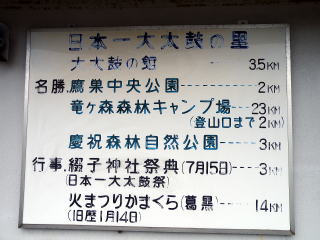 日本一大太鼓の里
大太鼓の館 35KM
名勝.鷹巣中央公園 2KM
竜ヶ森森林キャンプ場 23KM
(登山口まで 2KM
慶祝森林自然公園 3KM
行事.綴子神社祭典(7月15日) 3KM
(日本一大太鼓祭)
火まつりかまくら(葛黒) 14KM
(旧歴1月14日)